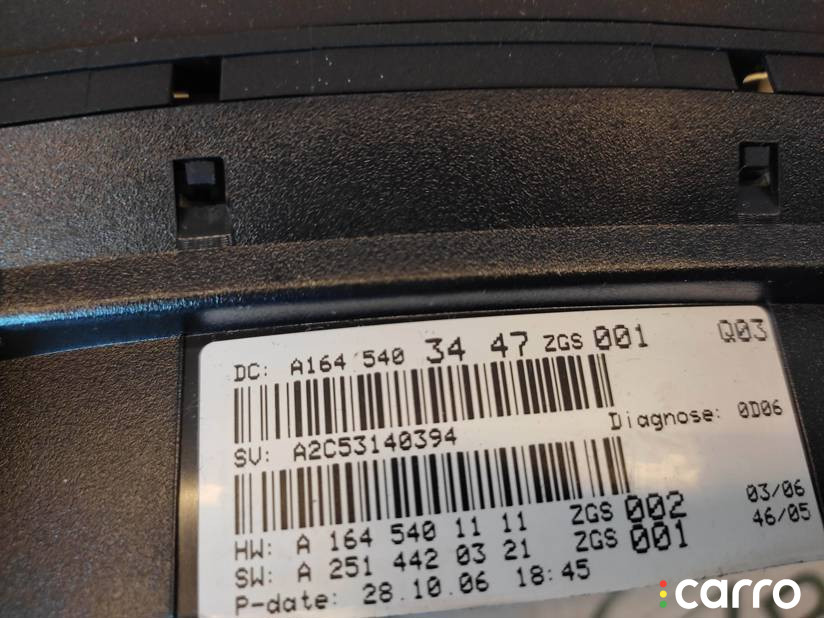 DC: A164 540 34 47 ZGS 001 Q03
SV: A2C53140394 Diagnose: 0D06
HW: A 164 540 11 11 ZGS 002 03/06
SW: A 251 442 03 21 ZGS 001 46/05
P-date: 28.10.06 18:45
carro